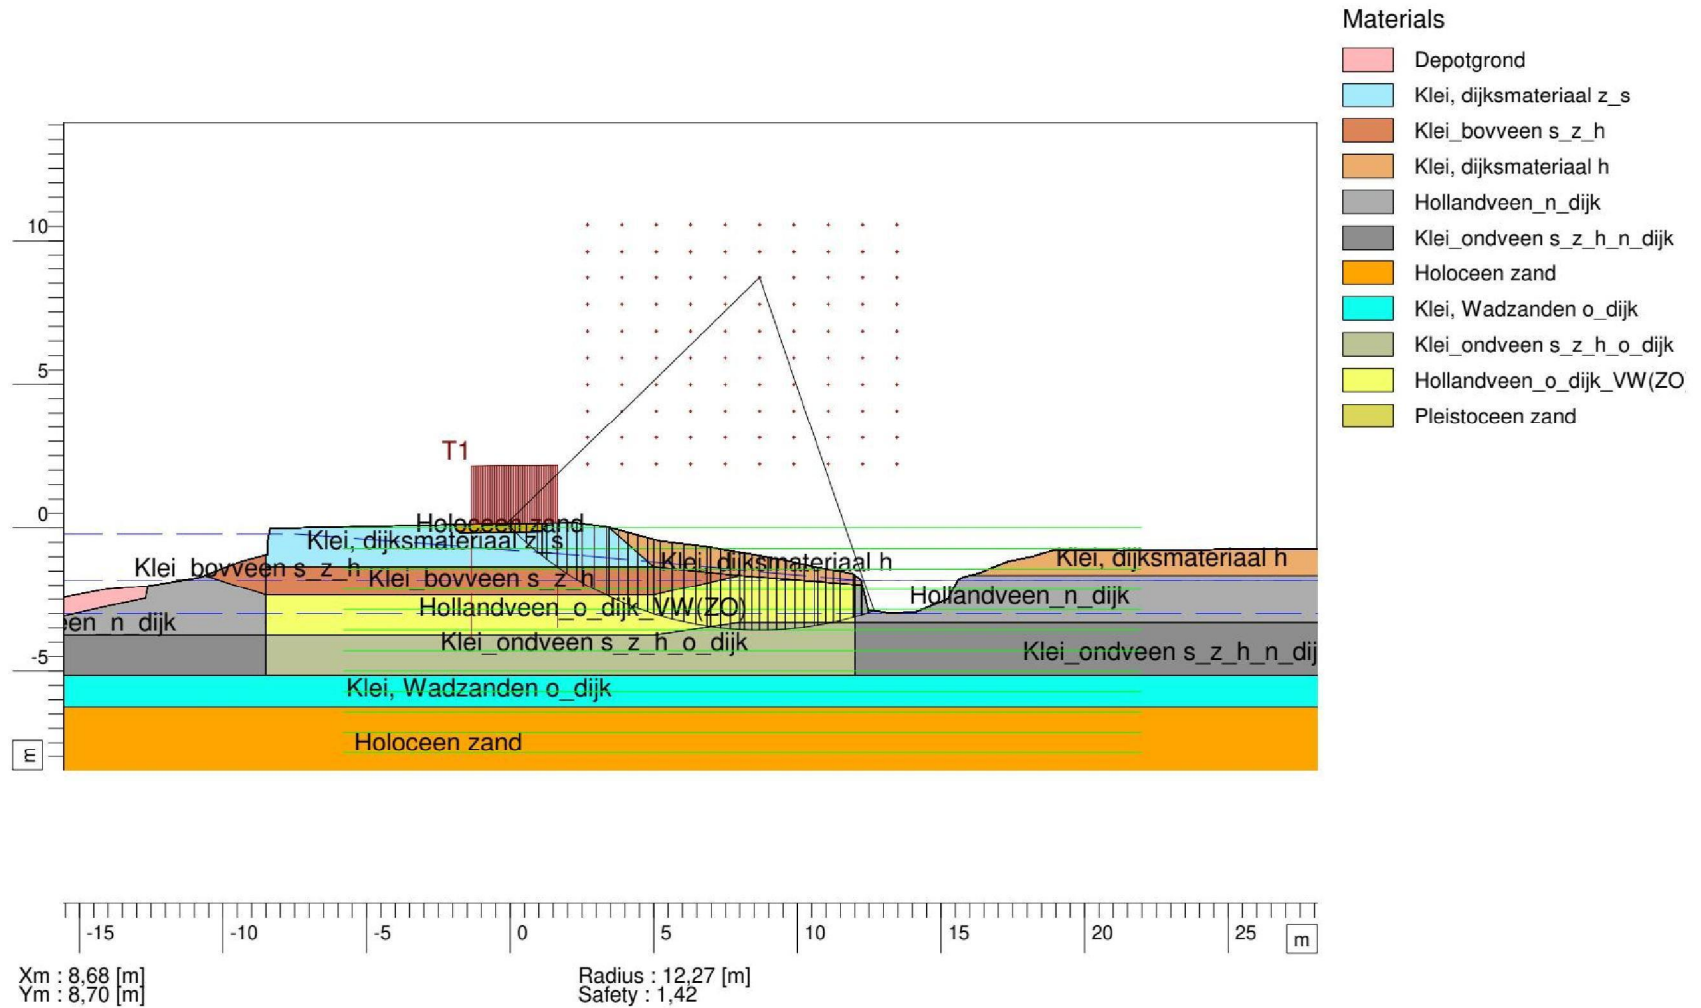 Materials
Depotgrond
Klei, dijksmateriaal z_s
Klei_bovveen s_z_h
Klei, dijksmateriaal h
Hollandveen_n_dijk
Klei_ondveen s_z_h_n_dijk
Holoceen zand
Klei, Wadzanden o_dijk
Klei_ondveen s_z_h_o_dijk
Hollandveen_o_dijk_VW(ZO
Pleistoceen zand
10
5
0
-5
m
T1
Holoceen zand
Klei, dijksmateriaal z_s
Klei_bovveen s_z_h
Klei_bovveen s_z_h
Klei, dijksmateriaal h
Klei, dijksmateriaal h
Hollandveen_o_dijk_VW(ZO)
Hollandveen_n_dijk
een_n_dijk
Klei_ondveen s_z_h_o_dijk
Klei_ondveen s_z_h_n_dij
Klei, Wadzanden o_dijk
Holoceen zand
-15 -10 -5 0 5 10 15 20 25 m
Xm : 8,68 [m]
Ym : 8,70 [m]
Radius : 12,27 [m]
Safety : 1,42